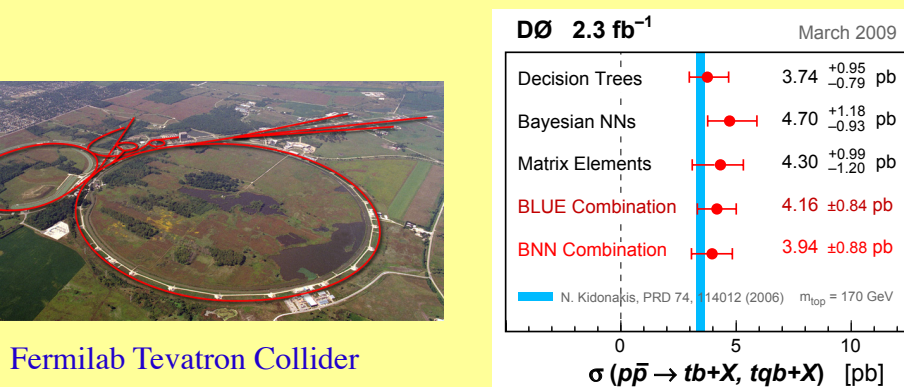 DØ 2.3 fb⁻¹ March 2009
Decision Trees 3.74 +0.95 −0.79 pb
Bayesian NNs 4.70 +1.18 −0.93 pb
Matrix Elements 4.30 +0.99 −1.20 pb
BLUE Combination 4.16 ±0.84 pb
BNN Combination 3.94 ±0.88 pb
N. Kidonakis, PRD 74, 114012 (2006) m_top = 170 GeV
0 5 10
σ (pp̄ → tb+X, tqb+X) [pb]
Fermilab Tevatron Collider